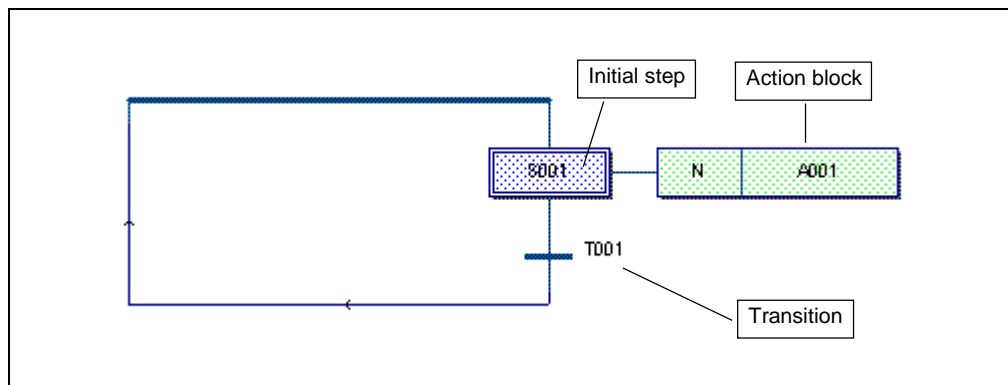 Initial step
Action block
S001
N
A001
T001
Transition